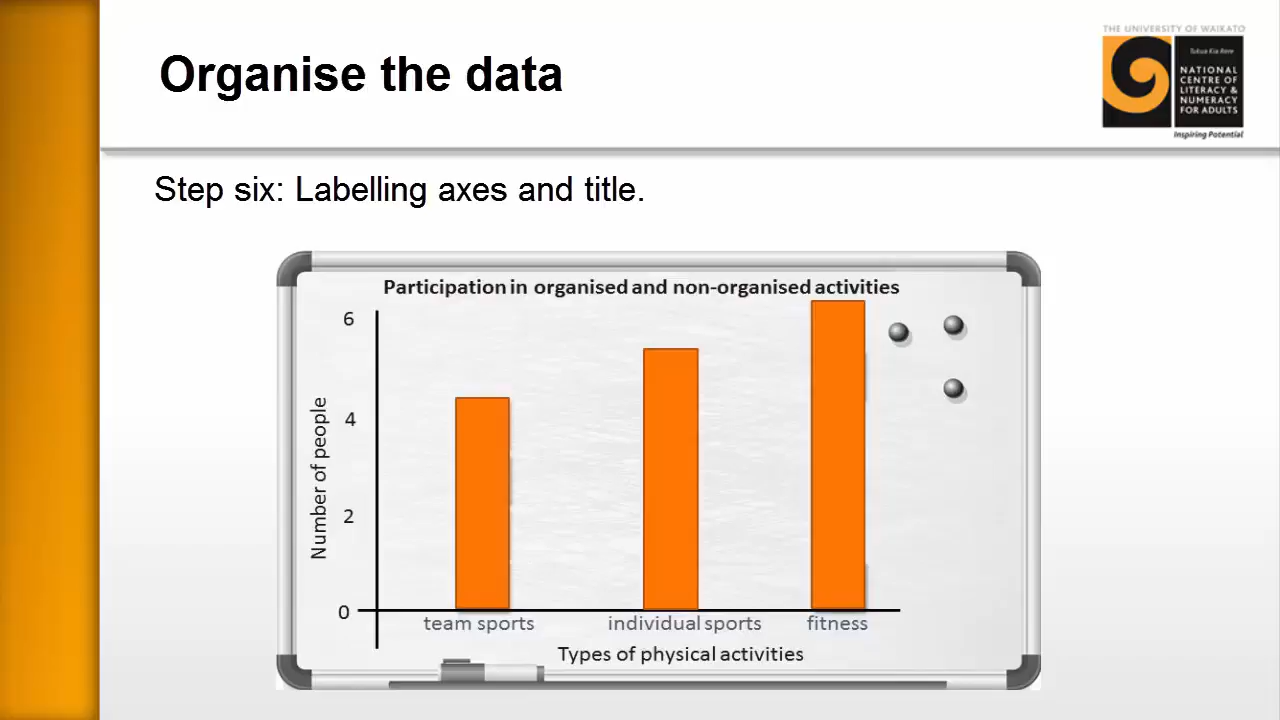 Organise the data
THE UNIVERSITY OF WAIKATO
NATIONAL
CENTRE OF
LITERACY &
NUMERACY
FOR ADULTS
Inspiring Potential
Step six: Labelling axes and title.
Participation in organised and non-organised activities
6
4
2
0
Number of people
team sports individual sports fitness
Types of physical activities